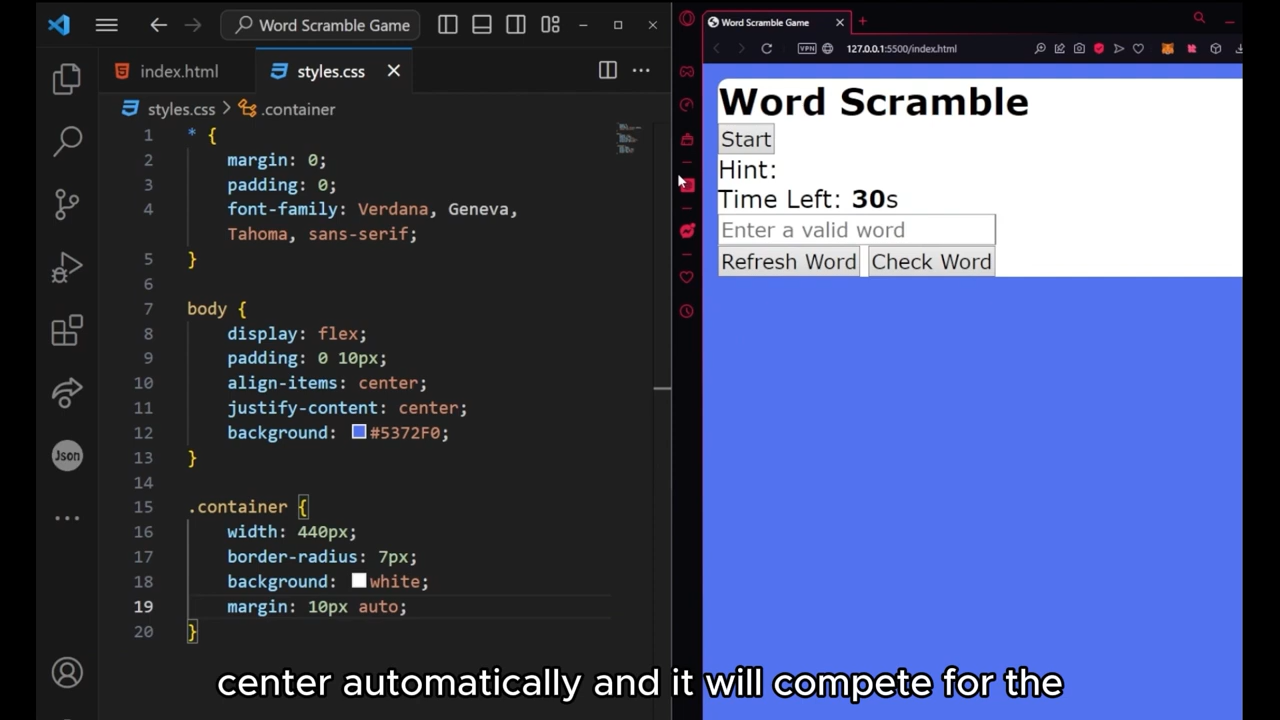 Word Scramble Game
index.html
styles.css
styles.css > .container
1 * {
2 margin: 0;
3 padding: 0;
4 font-family: Verdana, Geneva,
Tahoma, sans-serif;
5 }
6
7 body {
8 display: flex;
9 padding: 0 10px;
10 align-items: center;
11 justify-content: center;
12 background: #5372F0;
13 }
14
15 .container {
16 width: 440px;
17 border-radius: 7px;
18 background: white;
19 margin: 10px auto;
20 }
Json
Word Scramble Game
VPN
127.0.0.1:5500/index.html
Word Scramble
Start
Hint:
Time Left: 30s
Enter a valid word
Refresh Word Check Word
center automatically and it will compete for the